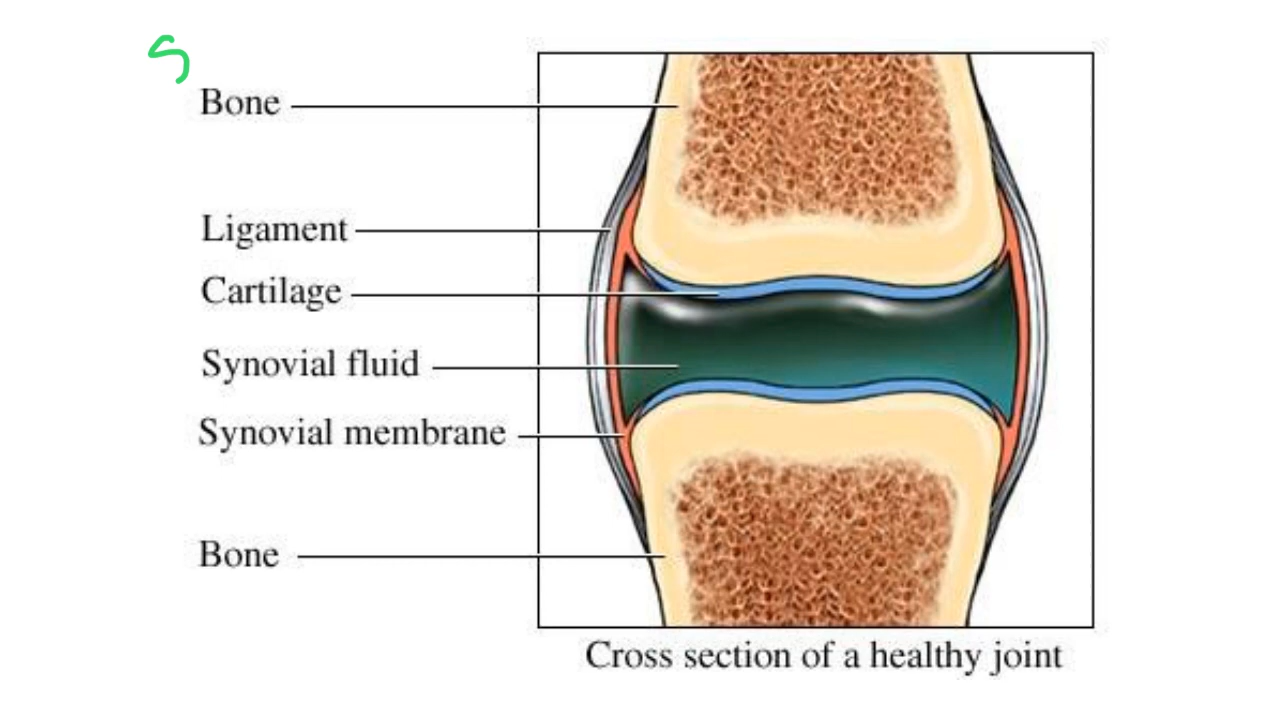 S
Bone
Ligament
Cartilage
Synovial fluid
Synovial membrane
Bone
Cross section of a healthy joint